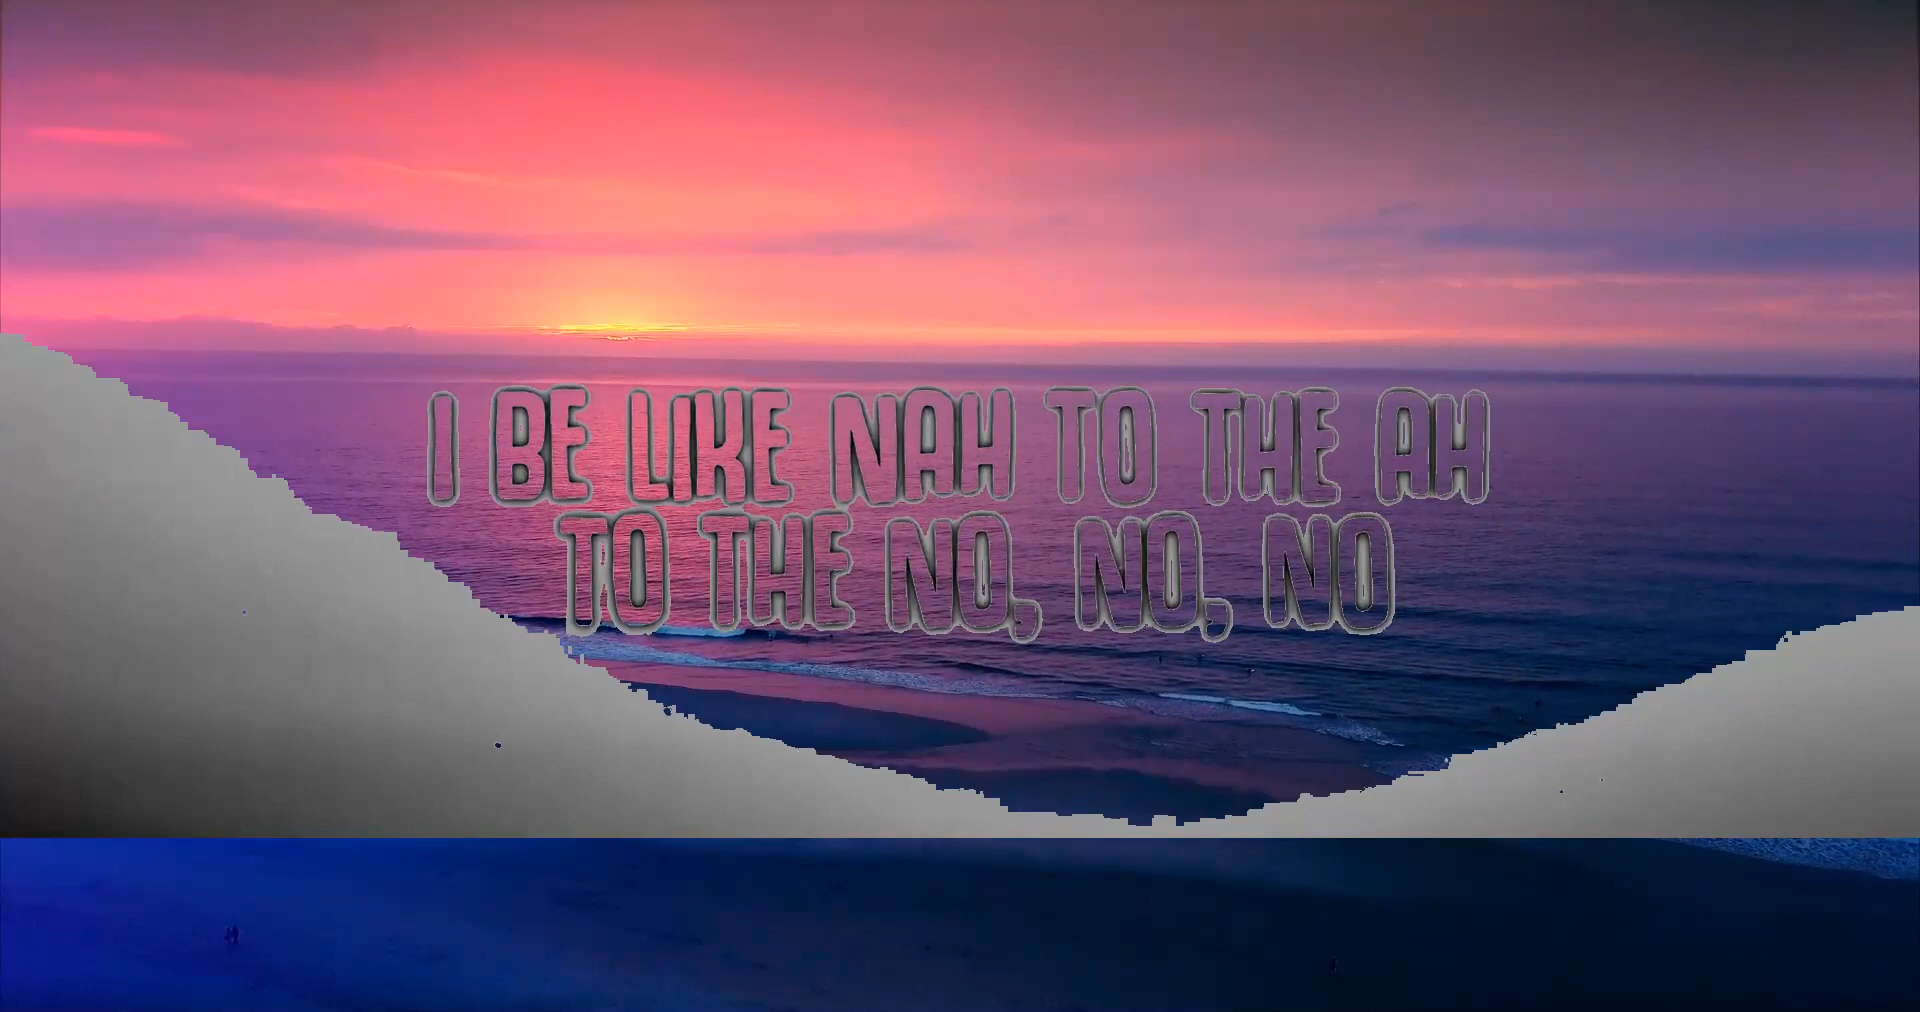 I BE LIKE NAH TO THE AH
TO THE NO, NO, NO